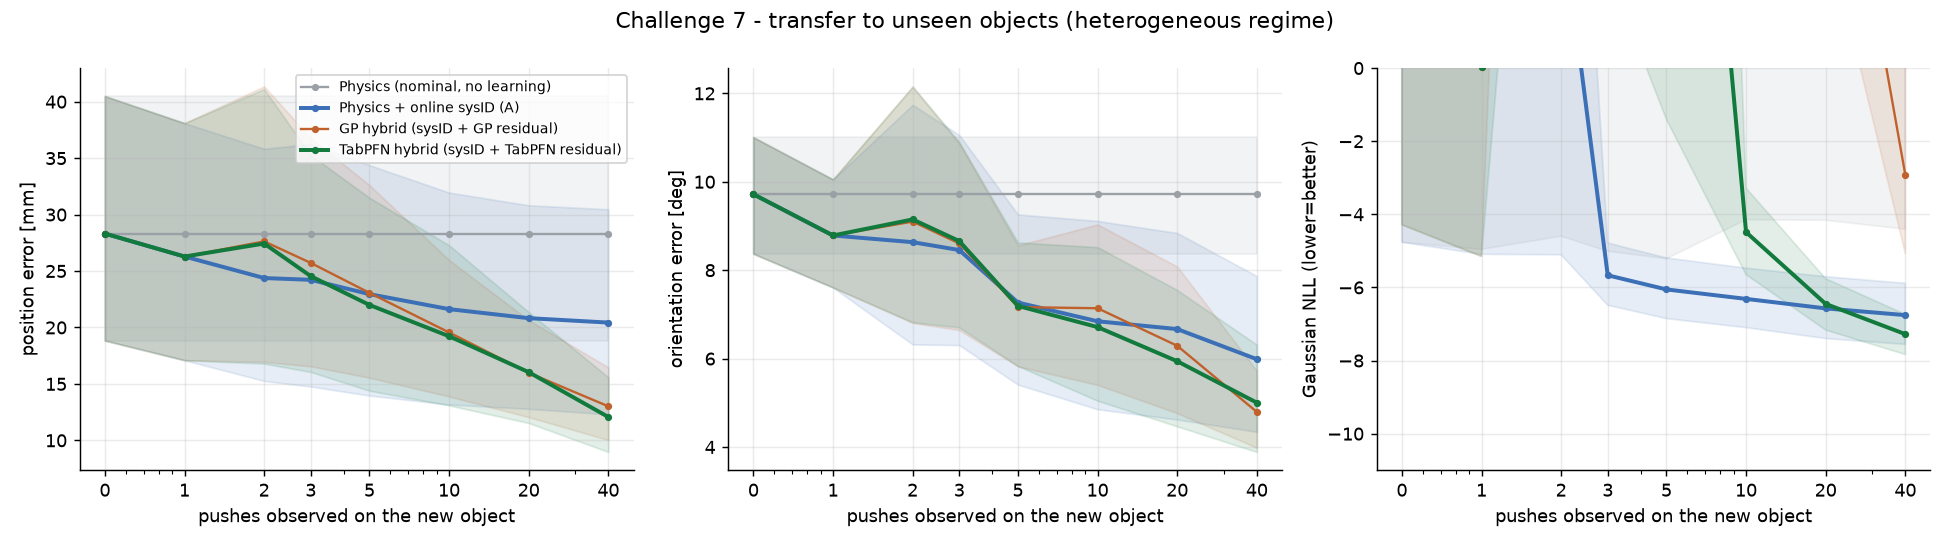 Challenge 7 - transfer to unseen objects (heterogeneous regime)
position error [mm]
40
35
30
25
20
15
10
Physics (nominal, no learning)
Physics + online sysID (A)
GP hybrid (sysID + GP residual)
TabPFN hybrid (sysID + TabPFN residual)
0 1 2 3 5 10 20 40
pushes observed on the new object
orientation error [deg]
12
10
8
6
4
0 1 2 3 5 10 20 40
pushes observed on the new object
Gaussian NLL (lower=better)
0
−2
−4
−6
−8
−10
0 1 2 3 5 10 20 40
pushes observed on the new object